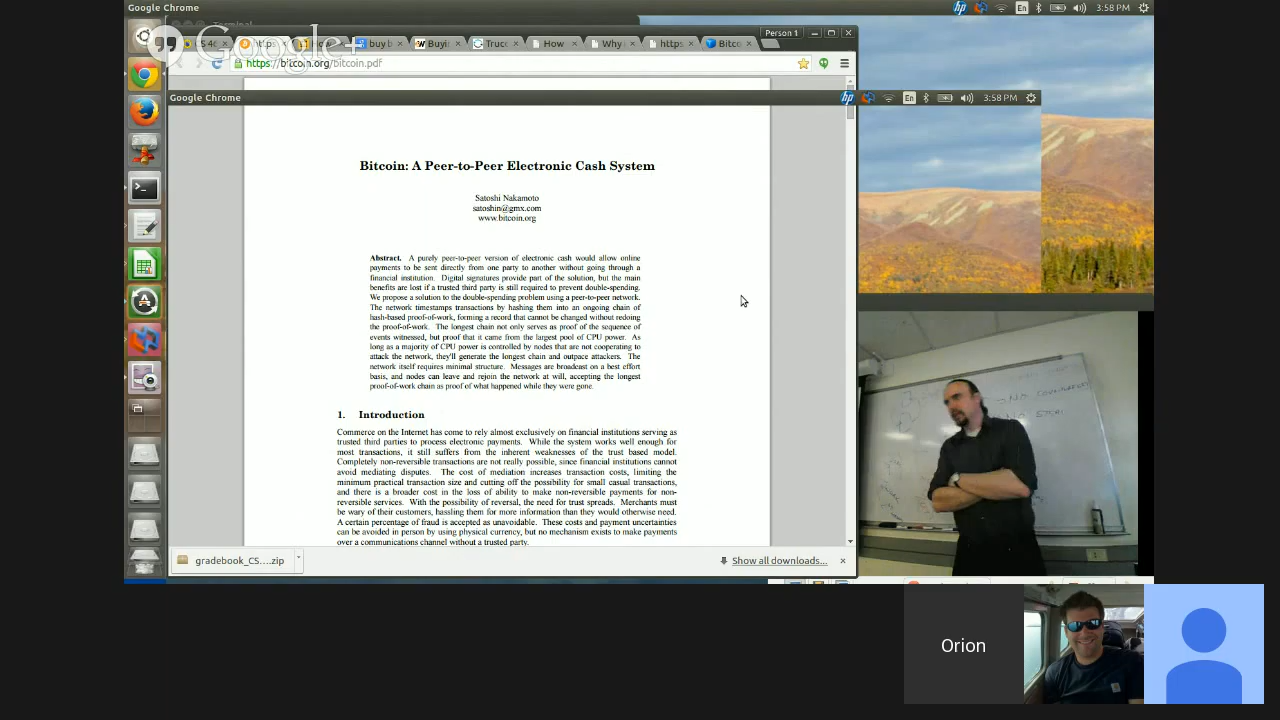 Google Chrome
En
3:58 PM
Terminal
Google+
Person 1
CS 4
https
buy b
Buyi
Truc
How
Why
https
Bitco
https://bitcoin.org/bitcoin.pdf
Google Chrome
En
3:58 PM
Bitcoin: A Peer-to-Peer Electronic Cash System
Satoshi Nakamoto
satoshin@gmx.com
www.bitcoin.org
Abstract. A purely peer-to-peer version of electronic cash would allow online
payments to be sent directly from one party to another without going through a
financial institution. Digital signatures provide part of the solution, but the main
benefits are lost if a trusted third party is still required to prevent double-spending.
We propose a solution to the double-spending problem using a peer-to-peer network.
The network timestamps transactions by hashing them into an ongoing chain of
hash-based proof-of-work, forming a record that cannot be changed without redoing
the proof-of-work. The longest chain not only serves as proof of the sequence of
events witnessed, but proof that it came from the largest pool of CPU power. As
long as a majority of CPU power is controlled by nodes that are not cooperating to
attack the network, they'll generate the longest chain and outpace attackers. The
network itself requires minimal structure. Messages are broadcast on a best effort
basis, and nodes can leave and rejoin the network at will, accepting the longest
proof-of-work chain as proof of what happened while they were gone.
1. Introduction
Commerce on the Internet has come to rely almost exclusively on financial institutions serving as
trusted third parties to process electronic payments. While the system works well enough for
most transactions, it still suffers from the inherent weaknesses of the trust based model.
Completely non-reversible transactions are not really possible, since financial institutions cannot
avoid mediating disputes. The cost of mediation increases transaction costs, limiting the
minimum practical transaction size and cutting off the possibility for small casual transactions,
and there is a broader cost in the loss of ability to make non-reversible payments for non-
reversible services. With the possibility of reversal, the need for trust spreads. Merchants must
be wary of their customers, hassling them for more information than they would otherwise need.
A certain percentage of fraud is accepted as unavoidable. These costs and payment uncertainties
can be avoided in person by using physical currency, but no mechanism exists to make payments
over a communications channel without a trusted party.
NO
NO
gradebook_CS....zip
Show all downloads...
Orion